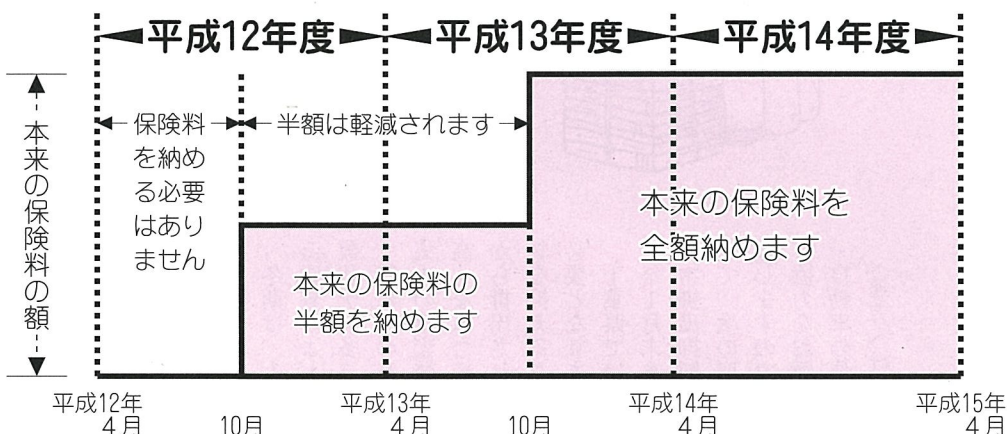 平成12年度
平成13年度
平成14年度
本来の保険料の額
保険料
を納め
る必要
はあり
ません
半額は軽減されます
本来の保険料の
半額を納めます
本来の保険料を
全額納めます
平成12年
4月
10月
平成13年
4月
10月
平成14年
4月
平成15年
4月